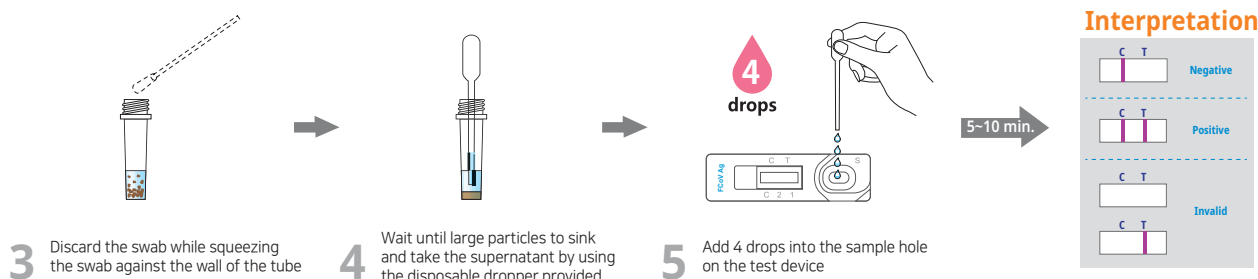 4
drops
FCoV Ag
C T
S
C 2 1
5~10 min.
3
Discard the swab while squeezing
the swab against the wall of the tube
4
Wait until large particles to sink
and take the supernatant by using
the disposable dropper provided
5
Add 4 drops into the sample hole
on the test device
Interpretation
C T
Negative
C T
Positive
C T
Invalid
C T